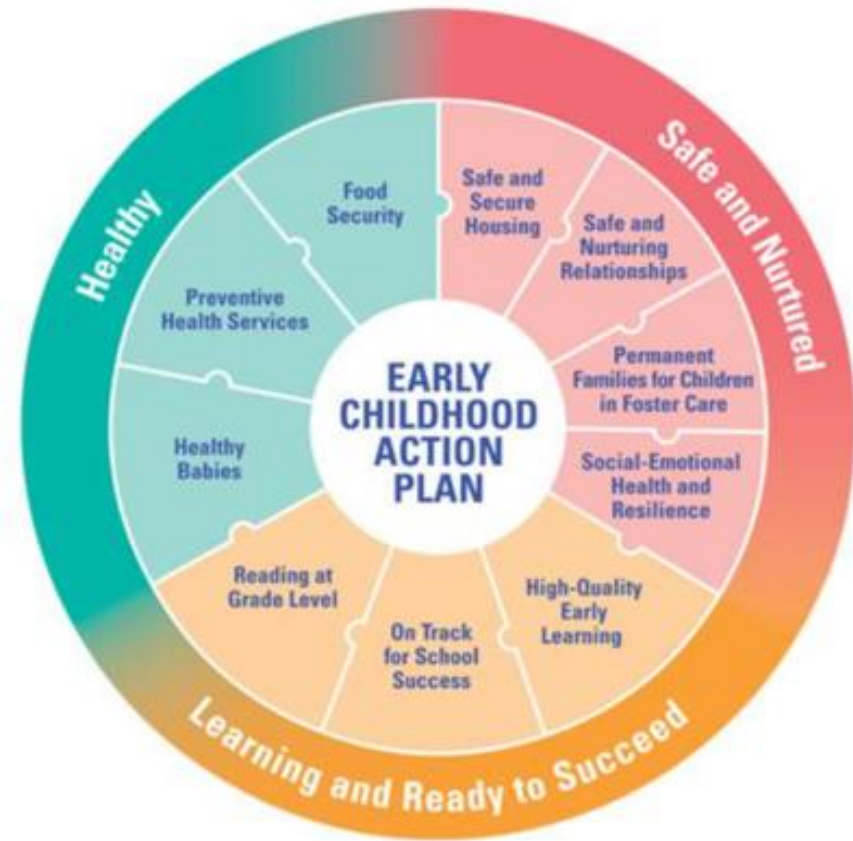 EARLY
CHILDHOOD
ACTION
PLAN
Healthy
Food
Security
Preventive
Health Services
Healthy
Babies
Safe and Nurtured
Safe and
Secure
Housing
Safe and
Nurturing
Relationships
Permanent
Families for Children
in Foster Care
Social-Emotional
Health and
Resilience
Learning and Ready to Succeed
High-Quality
Early
Learning
On Track
for School
Success
Reading at
Grade Level